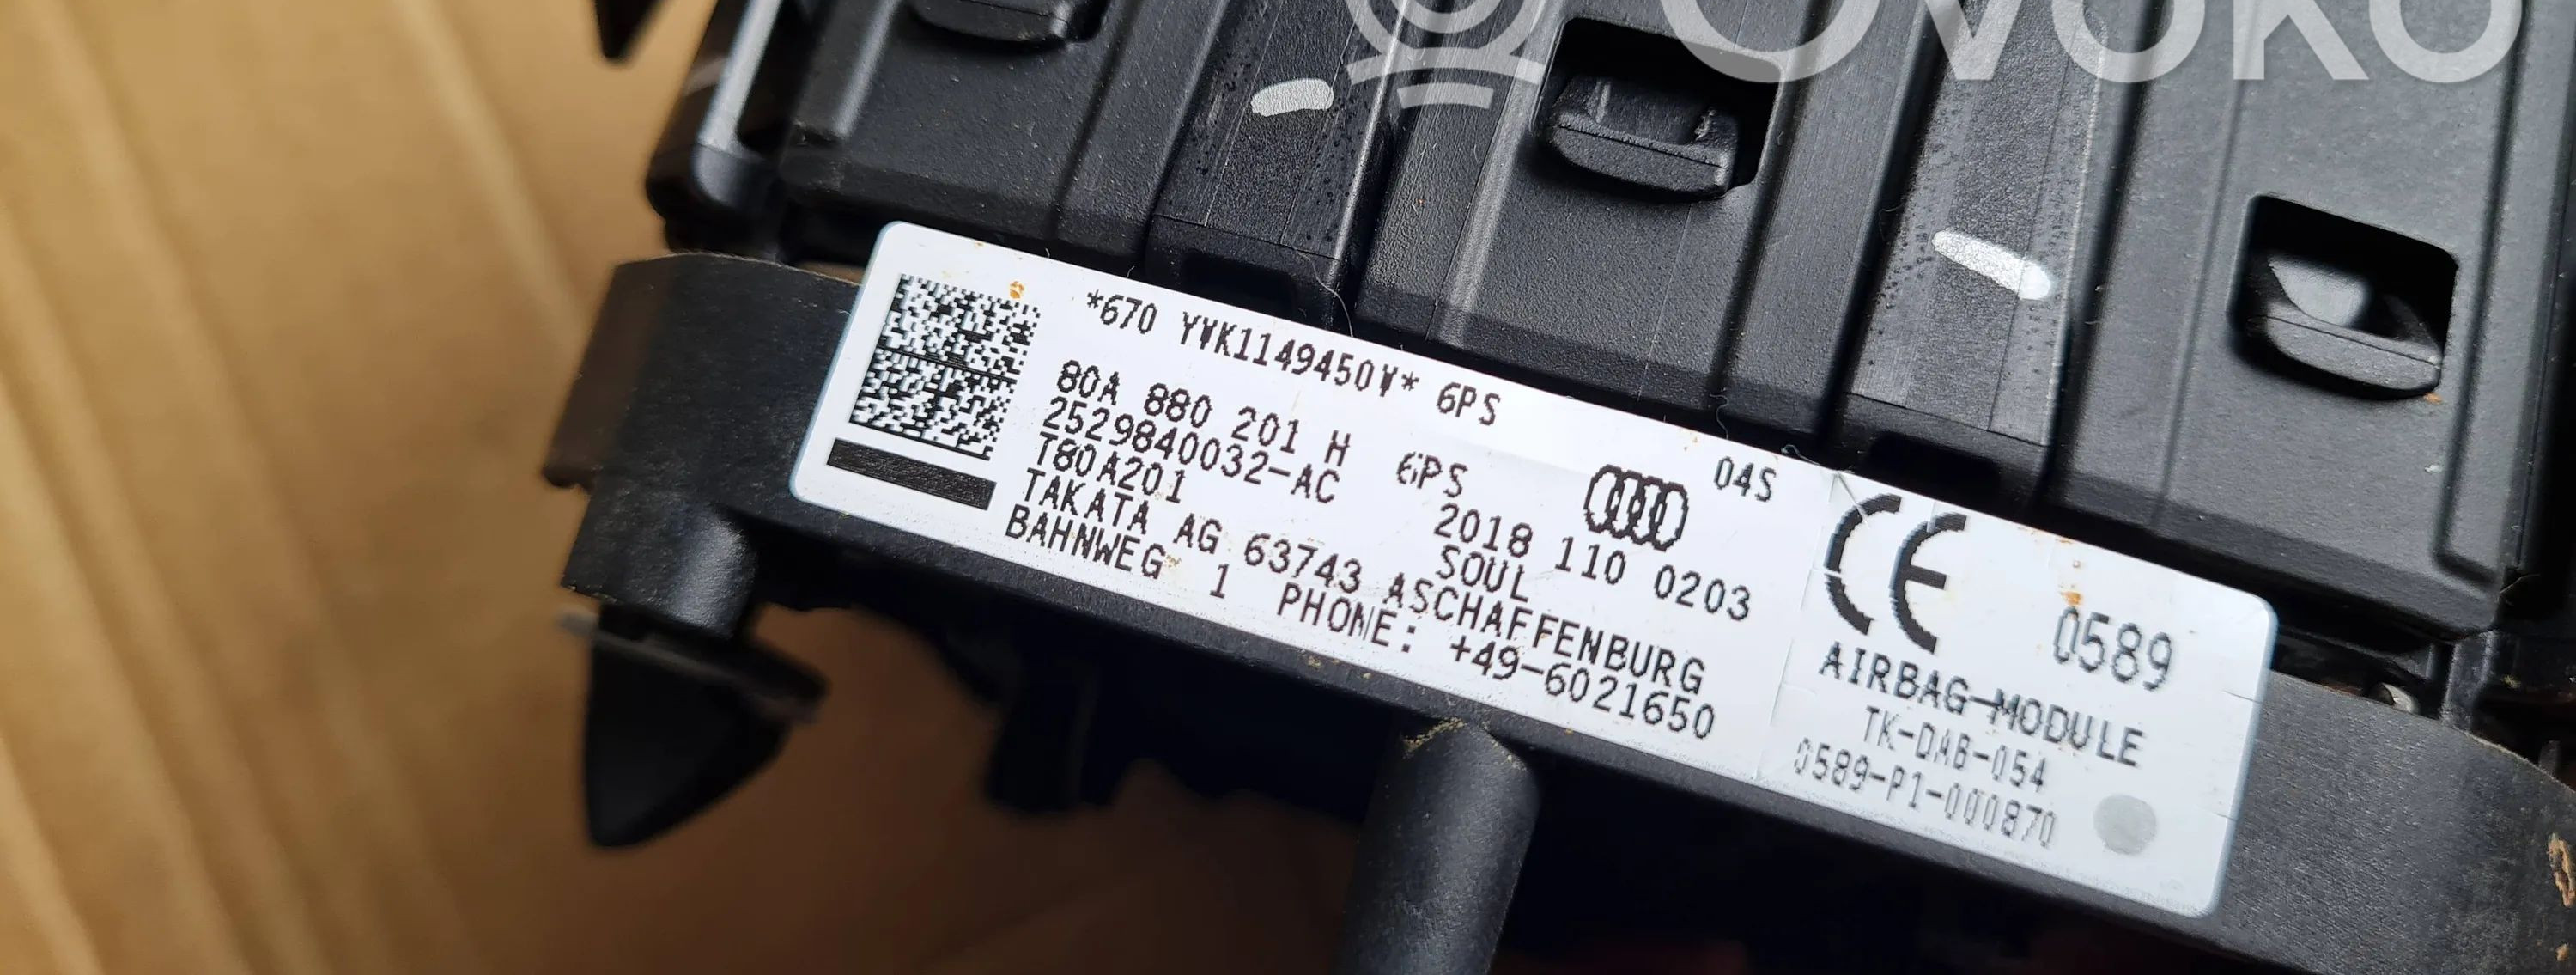 OVOKO
*670 YVK1149450V* 6PS
80A 880 201 H 6PS 04S
2529840032-AC 2018 110 0203
T80A201 SOUL
TAKATA AG 63743 ASCHAFFENBURG
BAHNWEG 1 PHONE: +49-6021650
CE 0589
AIRBAG-MODULE
TK-DAB-054
0589-P1-000870